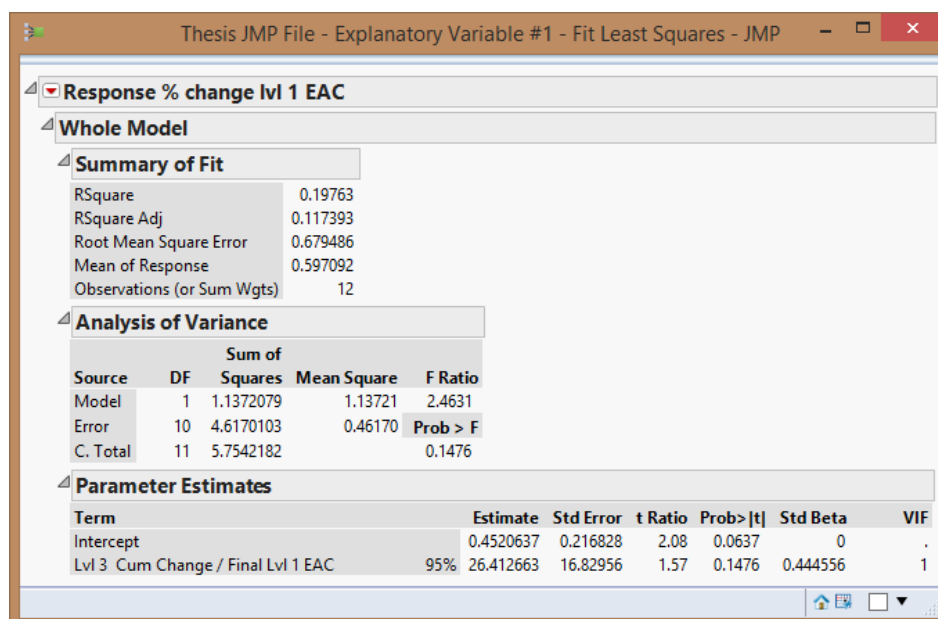 Thesis JMP File - Explanatory Variable #1 - Fit Least Squares - JMP
Response % change lvl 1 EAC
Whole Model
Summary of Fit
RSquare 0.19763
RSquare Adj 0.117393
Root Mean Square Error 0.679486
Mean of Response 0.597092
Observations (or Sum Wgts) 12
Analysis of Variance
Sum of
Source DF Squares Mean Square F Ratio
Model 1 1.1372079 1.13721 2.4631
Error 10 4.6170103 0.46170 Prob > F
C. Total 11 5.7542182 0.1476
Parameter Estimates
Term Estimate Std Error t Ratio Prob>|t| Std Beta VIF
Intercept 0.4520637 0.216828 2.08 0.0637 0 .
Lvl 3 Cum Change / Final Lvl 1 EAC 95% 26.412663 16.82956 1.57 0.1476 0.444556 1